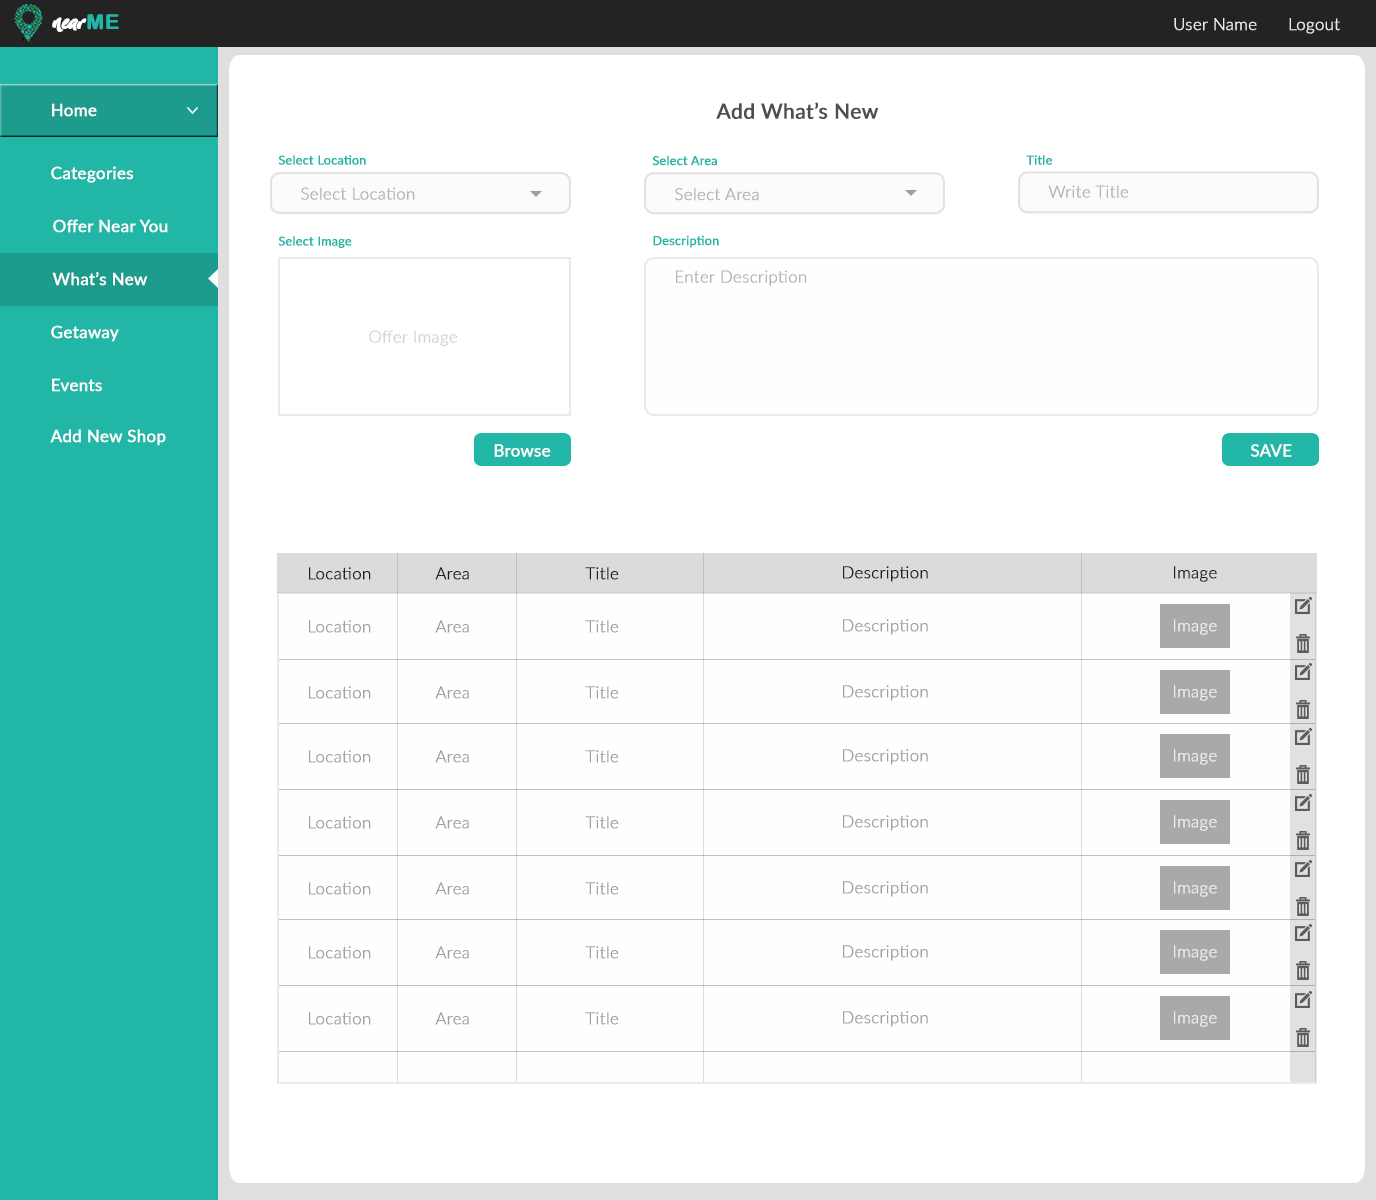 nearME
User Name Logout
Home
Categories
Offer Near You
What's New
Getaway
Events
Add New Shop
Add What's New
Select Location Select Area Title
Select Location Select Area Write Title
Select Image Description
Offer Image
Enter Description
Browse SAVE
Location Area Title Description Image
Location Area Title Description Image
Location Area Title Description Image
Location Area Title Description Image
Location Area Title Description Image
Location Area Title Description Image
Location Area Title Description Image
Location Area Title Description Image